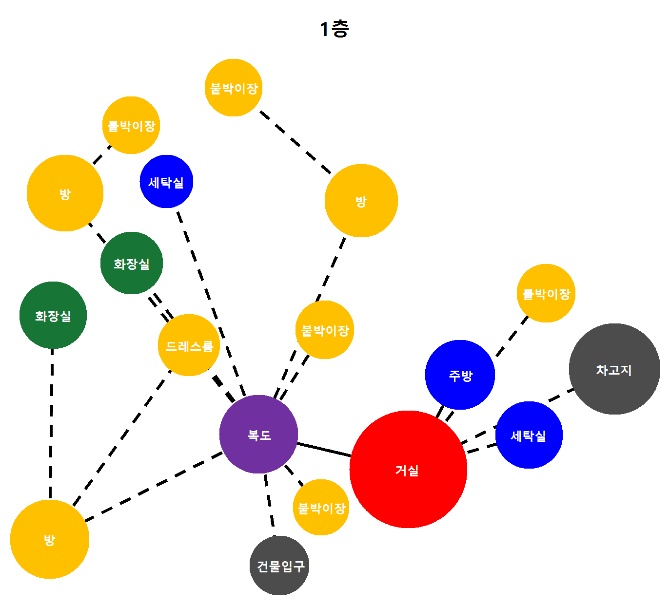 1층
붙박이장
붙박이장
방
세탁실
방
화장실
붙박이장
화장실
붙박이장
드레스룸
주방
차고지
복도
세탁실
거실
붙박이장
방
건물입구